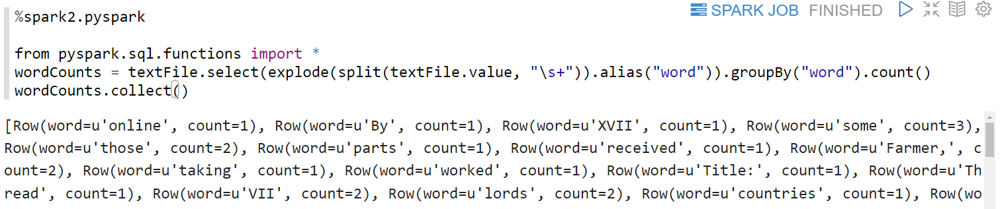 %spark2.pyspark
SPARK JOB FINISHED
from pyspark.sql.functions import *
wordCounts = textFile.select(explode(split(textFile.value, "\s+")).alias("word")).groupBy("word").count()
wordCounts.collect()
[Row(word=u'online', count=1), Row(word=u'By', count=1), Row(word=u'XVII', count=1), Row(word=u'some', count=3),
Row(word=u'those', count=2), Row(word=u'parts', count=1), Row(word=u'received', count=1), Row(word=u'Farmer,', c
ount=2), Row(word=u'taking', count=1), Row(word=u'worked', count=1), Row(word=u'Title:', count=1), Row(word=u'Th
read', count=1), Row(word=u'VII', count=2), Row(word=u'lords', count=2), Row(word=u'countries', count=1), Row(wo